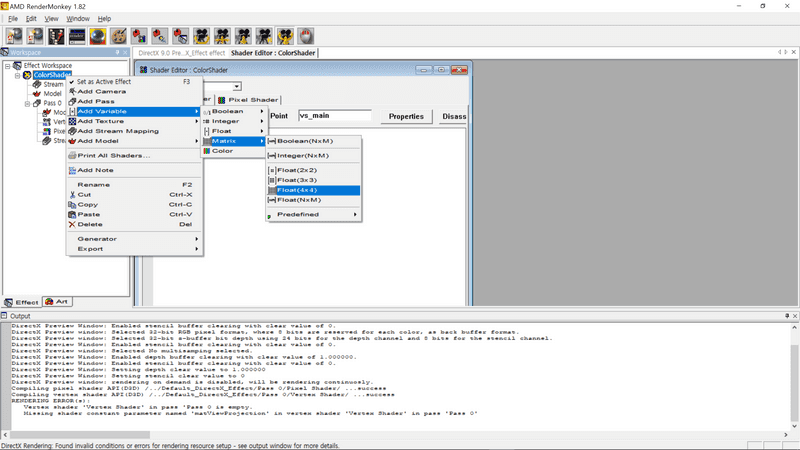 AMD RenderMonkey 1.82
File Edit View Window Help
Workspace
DirectX 9.0 Pre...X_Effect effect Shader Editor : ColorShader
Effect Workspace
ColorShader
Stream
Model
Pass 0
Mod
Vert
Pixel
Strea
Shader Editor : ColorShader
er Pixel Shader
Point vs_main Properties Disass
Set as Active Effect F3
Add Camera
Add Pass
Add Variable
Add Texture
Add Stream Mapping
Add Model
Print All Shaders...
Add Note
Rename F2
Cut Ctrl-X
Copy Ctrl-C
Paste Ctrl-V
Delete Del
Generator
Export
Boolean
Integer
Float
Matrix
Color
Boolean(NxM)
Integer(NxM)
Float(2x2)
Float(3x3)
Float(4x4)
Float(NxM)
Predefined
Effect Art
Output
DirectX Preview Window: Enabled stencil buffer clearing with clear value of 0.
DirectX Preview Window: Selected 32-bit RGB pixel format, where 8 bits are reserved for each color, as back buffer format.
DirectX Preview Window: Selected 32-bit z-buffer bit depth using 24 bits for the depth channel and 8 bits for the stencil channel.
DirectX Preview Window: Enabled stencil buffer clearing with clear value of 0.
DirectX Preview Window: Selected No multisamping selected.
DirectX Preview Window: Enabled depth buffer clearing with clear value of 1.000000.
DirectX Preview Window: Enabled stencil buffer clearing with clear value of 0.
DirectX Preview Window: Setting depth clear value to 1.000000
DirectX Preview Window: Setting stencil clear value to 0
DirectX Preview Window: rendering on demand is disabled, will be rendering continuosly.
Compiling pixel shader API(D3D) /../Default_DirectX_Effect/Pass 0/Pixel Shader/ ...success
Compiling vertex shader API(D3D) /../Default_DirectX_Effect/Pass 0/Vertex Shader/ ...success
RENDERING ERROR(s):
Vertex shader 'Vertex Shader' in pass 'Pass 0 is empty.
Missing shader constant parameter named 'matViewProjection' in vertex shader 'Vertex Shader' in pass 'Pass 0'
DirectX Rendering: Found invalid conditions or errors for rendering resource setup - see output window for more details.